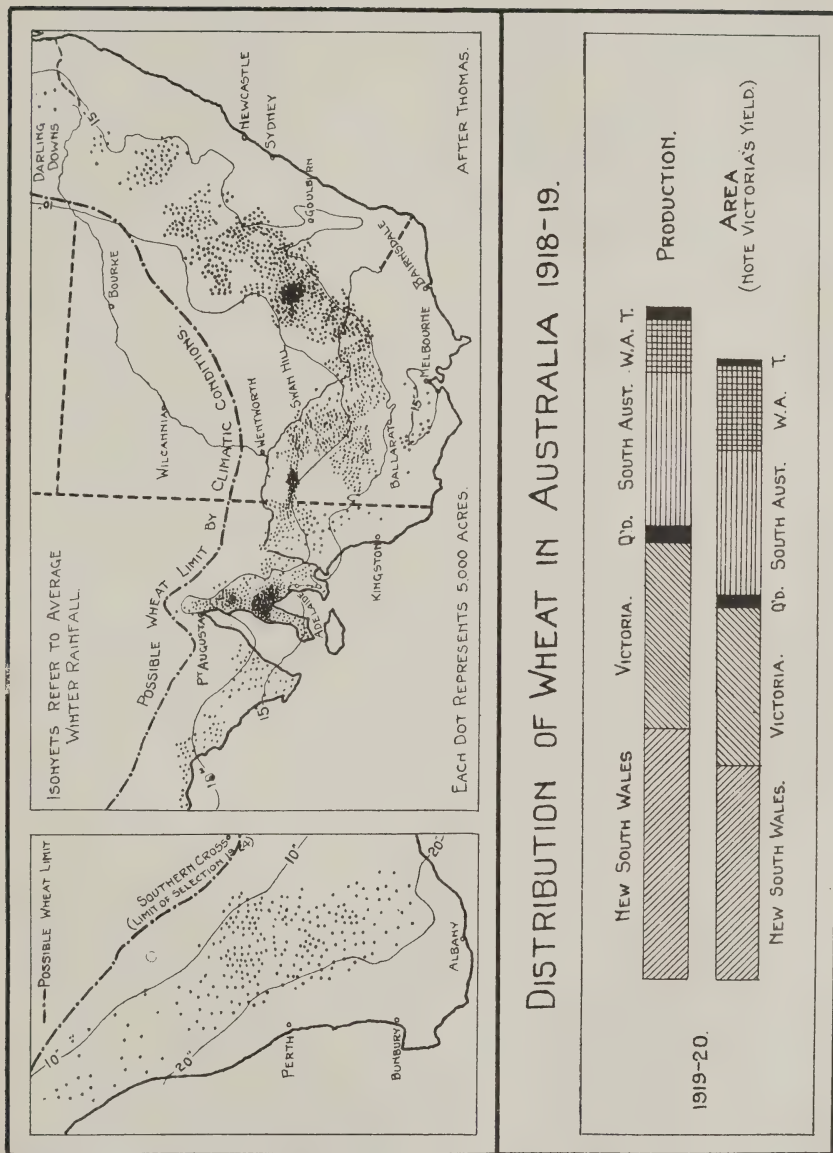 POSSIBLE WHEAT LIMIT
SOUTHERN CROSS
(LIMIT OF SELECTION 1924)
10"
10"
20"
20"
PERTH
BUNBURY
ALBANY
ISOHYETS REFER TO AVERAGE
WINTER RAINFALL.
POSSIBLE WHEAT LIMIT BY CLIMATIC CONDITIONS.
DARLING
DOWNS
15
BOURKE
WILCANNIA
WENTWORTH
SWAN HILL
NEWCASTLE
SYDNEY
GOULBURN
PT AUGUSTA
ADELAIDE
10"
15"
KINGSTON
BALLARAT
15"
MELBOURNE
BAIRNSDALE
EACH DOT REPRESENTS 5,000 ACRES.
AFTER THOMAS.
DISTRIBUTION OF WHEAT IN AUSTRALIA 1918-19.
1919-20.
NEW SOUTH WALES VICTORIA. Q'D. SOUTH AUST. W.A. T.
PRODUCTION.
NEW SOUTH WALES. VICTORIA. Q'D. SOUTH AUST. W.A. T.
AREA
(NOTE VICTORIA'S YIELD.)